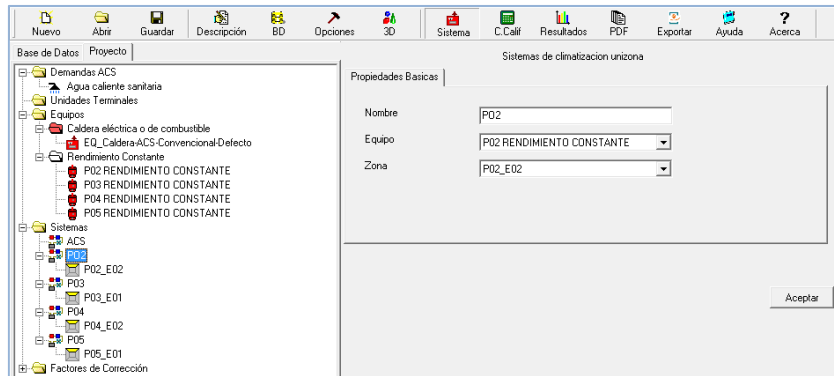 Nuevo Abrir Guardar Descripción BD Opciones 3D Sistema C.Calif Resultados PDF Exportar Ayuda Acerca
Base de Datos Proyecto
Demandas ACS
Agua caliente sanitaria
Unidades Terminales
Equipos
Caldera eléctrica o de combustible
EQ_Caldera-ACS-Convencional-Defecto
Rendimiento Constante
P02 RENDIMIENTO CONSTANTE
P03 RENDIMIENTO CONSTANTE
P04 RENDIMIENTO CONSTANTE
P05 RENDIMIENTO CONSTANTE
Sistemas
ACS
P02
P02_E02
P03
P03_E01
P04
P04_E02
P05
P05_E01
Factores de Corrección
Sistemas de climatizacion unizona
Propiedades Basicas
Nombre P02
Equipo P02 RENDIMIENTO CONSTANTE
Zona P02_E02
Aceptar